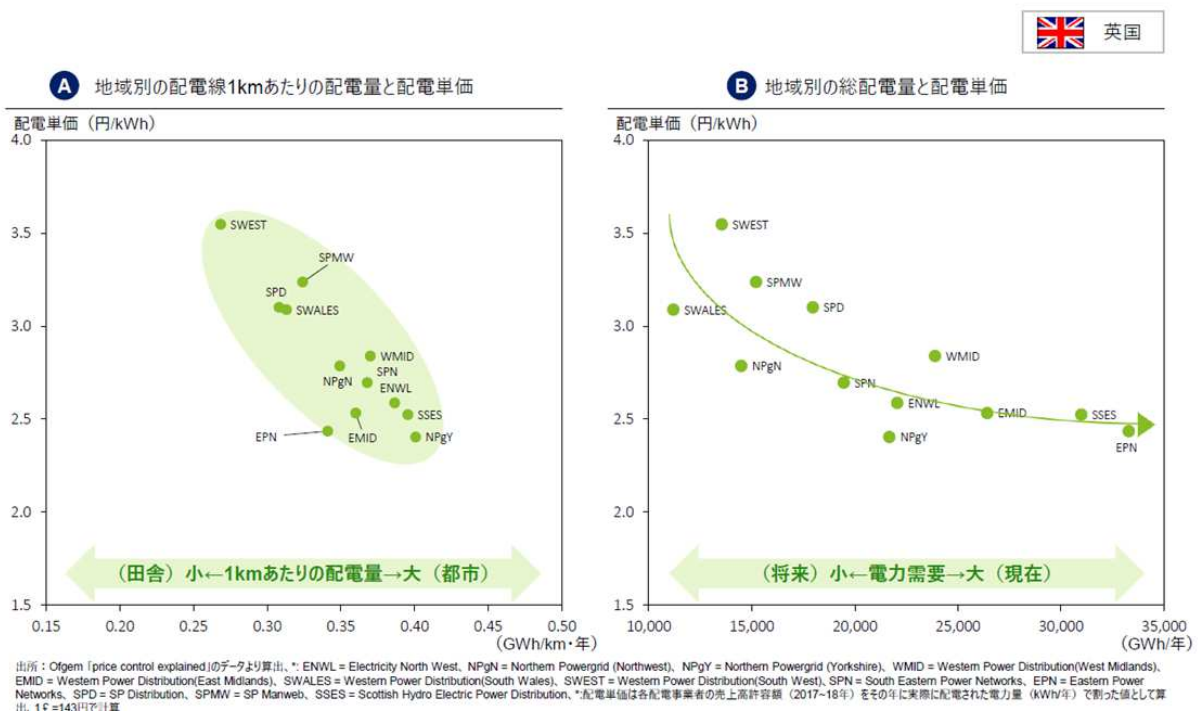 英国
A 地域別の配電線1kmあたりの配電量と配電単価
配電単価（円/kWh）
4.0
3.5
3.0
2.5
2.0
1.5
SWEST
SPMW
SPD
SWALES
WMID
NPgN
SPN
ENWL
SSES
EPN
EMID
NPgY
（田舎）小←1kmあたりの配電量→大（都市）
0.15 0.20 0.25 0.30 0.35 0.40 0.45 0.50
（GWh/km・年）
B 地域別の総配電量と配電単価
配電単価（円/kWh）
4.0
3.5
3.0
2.5
2.0
1.5
SWEST
SPMW
SWALES
SPD
NPgN
WMID
SPN
ENWL
EMID
SSES
NPgY
EPN
（将来）小←電力需要→大（現在）
10,000 15,000 20,000 25,000 30,000 35,000
（GWh/年）
出所：Ofgem「price control explained」のデータより算出、*: ENWL = Electricity North West、NPgN = Northern Powergrid (Northwest)、NPgY = Northern Powergrid (Yorkshire)、WMID = Western Power Distribution(West Midlands)、
EMID = Western Power Distribution(East Midlands)、SWALES = Western Power Distribution(South Wales)、SWEST = Western Power Distribution(South West)、SPN = South Eastern Power Networks、EPN = Eastern Power
Networks、SPD = SP Distribution、SPMW = SP Manweb、SSES = Scottish Hydro Electric Power Distribution、*:配電単価は各配電事業者の売上高許容額（2017~18年）をその年に実際に配電された電力量（kWh/年）で割った値として算
出、1￡=143円で計算